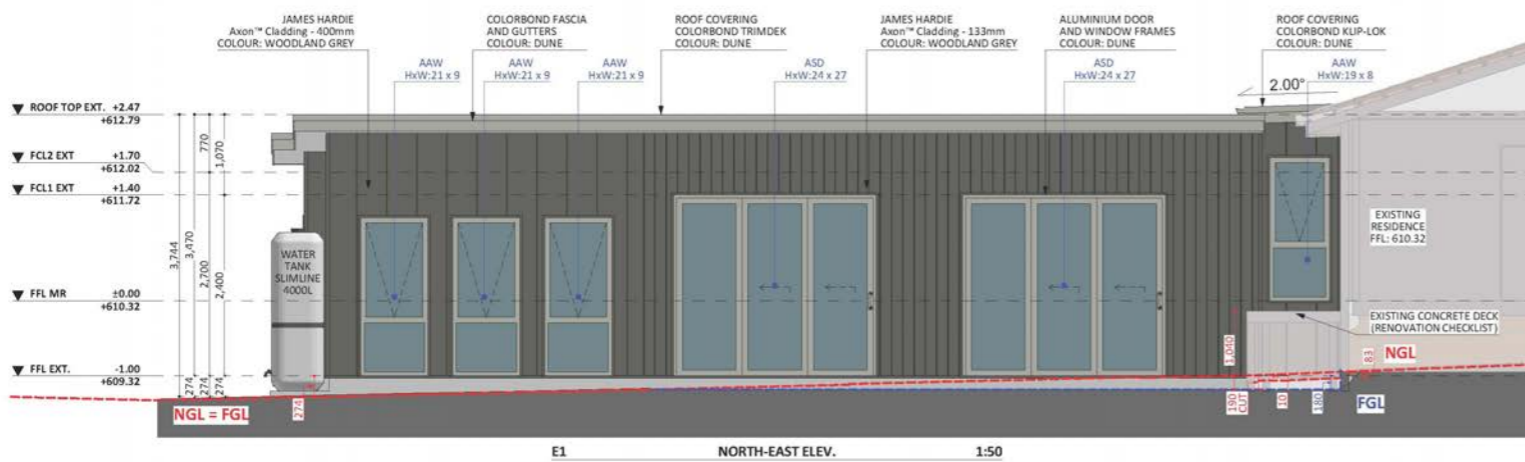 JAMES HARDIE
Axon™ Cladding - 400mm
COLOUR: WOODLAND GREY
COLORBOND FASCIA
AND GUTTERS
COLOUR: DUNE
ROOF COVERING
COLORBOND TRIMDEK
COLOUR: DUNE
JAMES HARDIE
Axon™ Cladding - 133mm
COLOUR: WOODLAND GREY
ALUMINIUM DOOR
AND WINDOW FRAMES
COLOUR: DUNE
ROOF COVERING
COLORBOND KLIP-LOK
COLOUR: DUNE
AAW
HxW:21 x 9
AAW
HxW:21 x 9
AAW
HxW:21 x 9
ASD
HxW:24 x 27
ASD
HxW:24 x 27
AAW
HxW:19 x 8
2.00°
ROOF TOP EXT. +2.47
+612.79
FCL2 EXT +1.70
+612.02
FCL1 EXT +1.40
+611.72
FFL MR ±0.00
+610.32
FFL EXT. -1.00
+609.32
3,744
3,470
770
2,700
1,070
2,400
274
274
274
WATER
TANK
SLIMLINE
4000L
EXISTING
RESIDENCE
FFL: 610.32
EXISTING CONCRETE DECK
(RENOVATION CHECKLIST)
1,040
83
NGL
NGL = FGL
274
190
CUT
10
180
FGL
E1 NORTH-EAST ELEV. 1:50